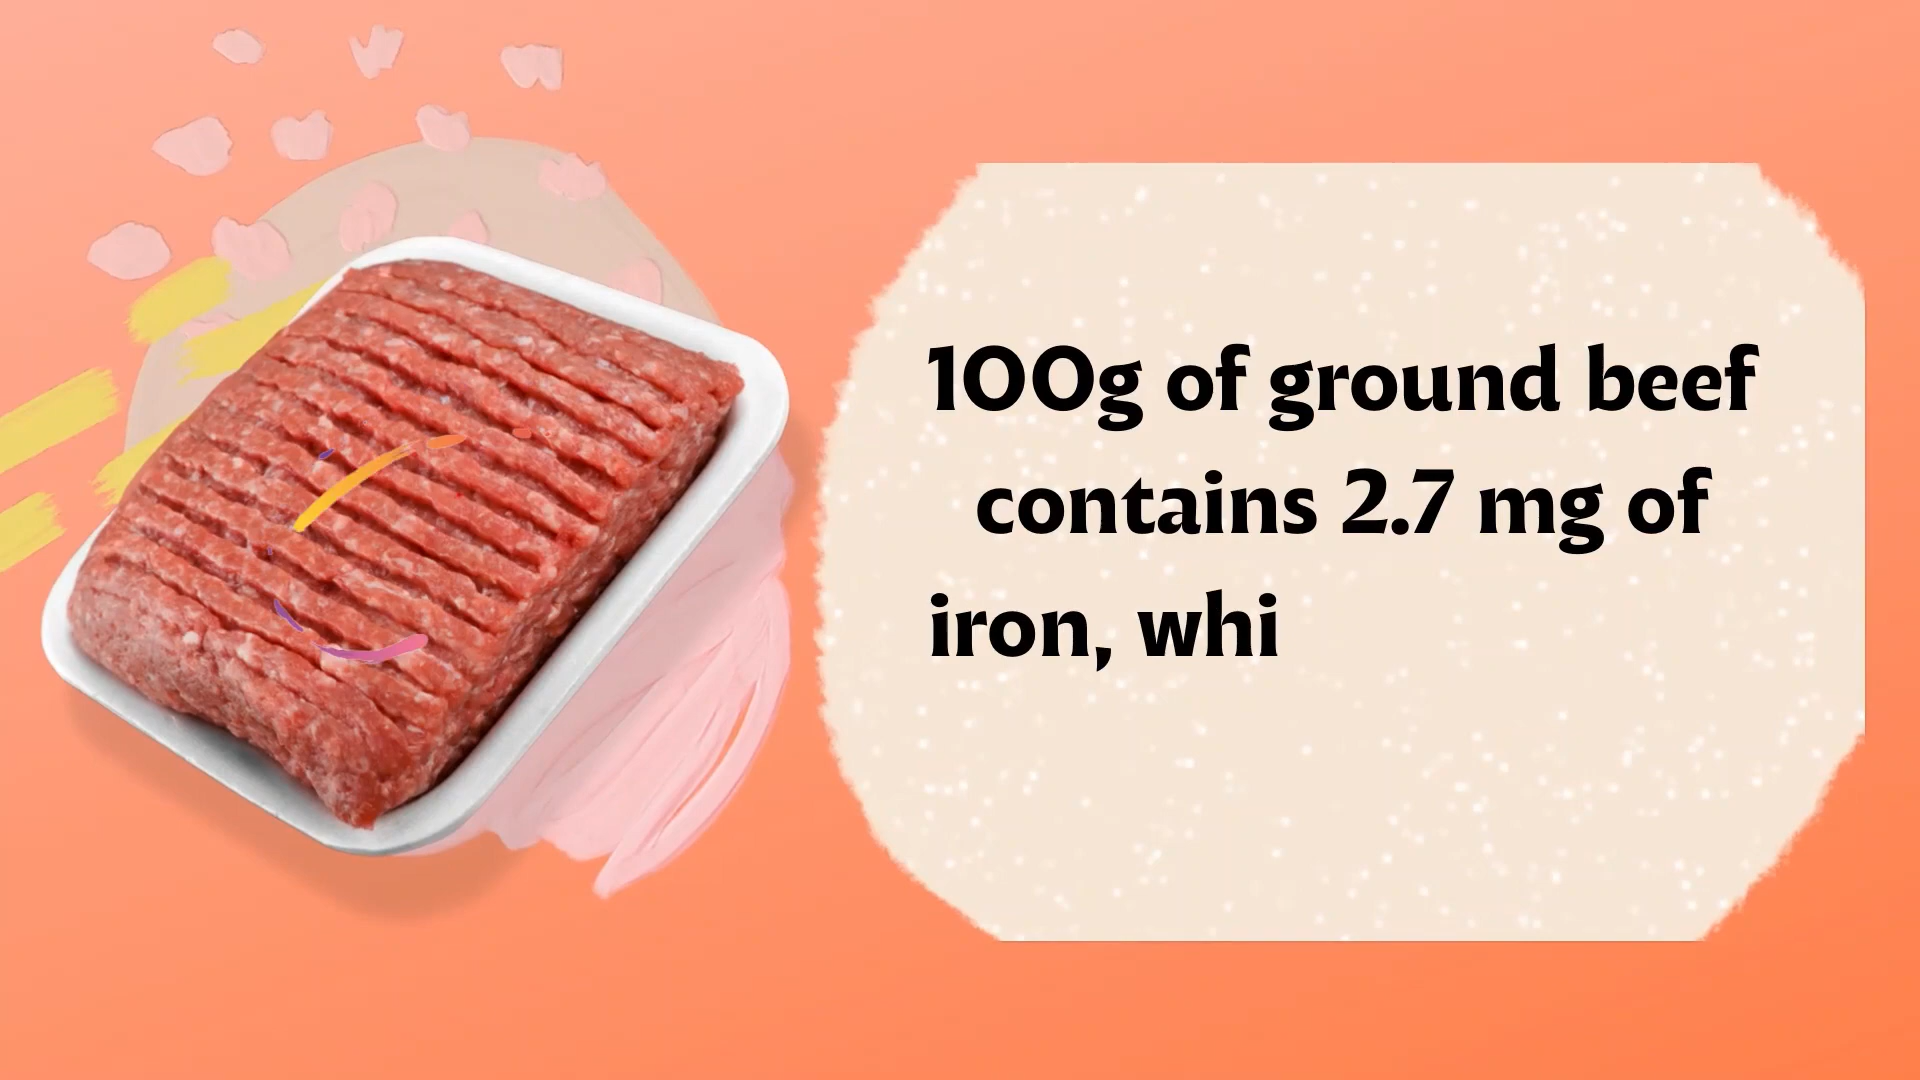 100g of ground beef
contains 2.7 mg of
iron, whi